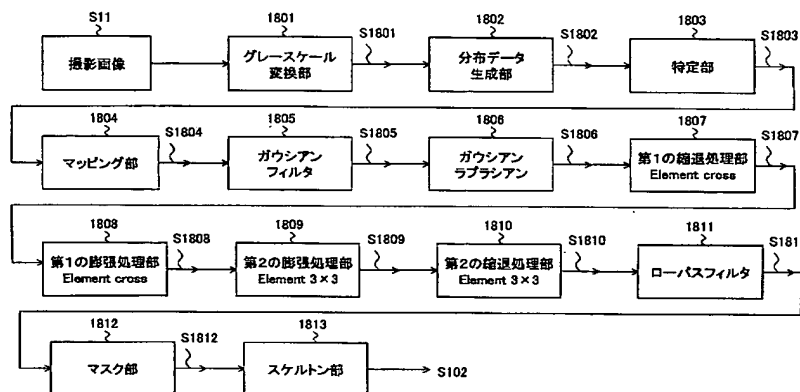 S11
撮影画像
1801
グレースケール
変換部
S1801
1802
分布データ
生成部
S1802
1803
特定部
S1803
1804
マッピング部
S1804
1805
ガウシアン
フィルタ
S1805
1806
ガウシアン
ラプラシアン
S1806
1807
第1の縮退処理部
Element cross
S1807
1808
第1の膨張処理部
Element cross
S1808
1809
第2の膨張処理部
Element 3×3
S1809
1810
第2の縮退処理部
Element 3×3
S1810
1811
ローパスフィルタ
S181
1812
マスク部
S1812
1813
スケルトン部
S102